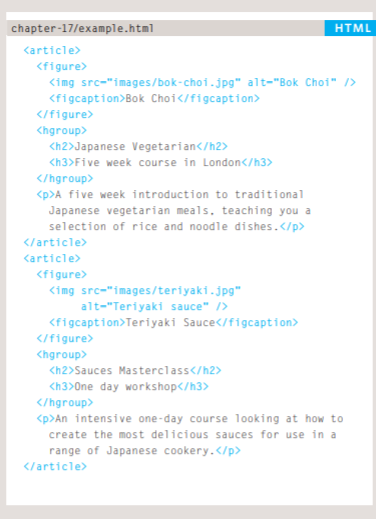 chapter-17/example.html HTML
<article>
<figure>
<img src="images/bok-choi.jpg" alt="Bok Choi" />
<figcaption>Bok Choi</figcaption>
</figure>
<hgroup>
<h2>Japanese Vegetarian</h2>
<h3>Five week course in London</h3>
</hgroup>
<p>A five week introduction to traditional
Japanese vegetarian meals, teaching you a
selection of rice and noodle dishes.</p>
</article>
<article>
<figure>
<img src="images/teriyaki.jpg"
alt="Teriyaki sauce" />
<figcaption>Teriyaki Sauce</figcaption>
</figure>
<hgroup>
<h2>Sauces Masterclass</h2>
<h3>One day workshop</h3>
</hgroup>
<p>An intensive one-day course looking at how to
create the most delicious sauces for use in a
range of Japanese cookery.</p>
</article>